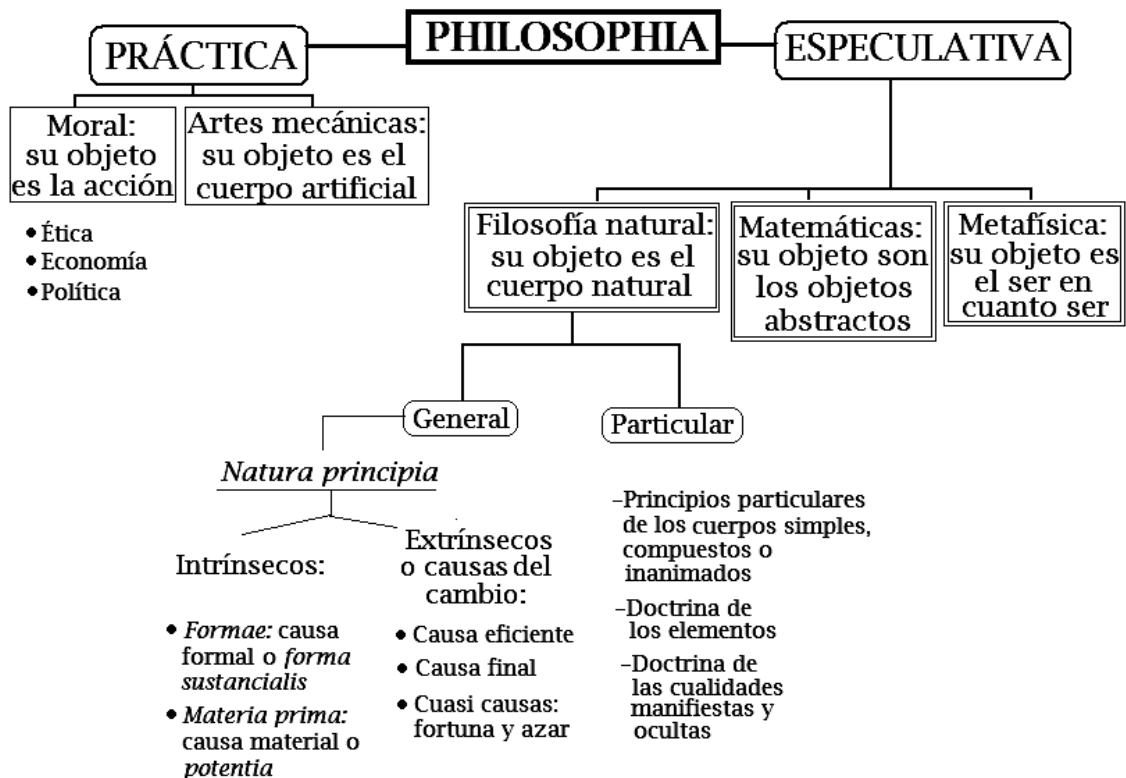 PHILOSOPHIA
PRÁCTICA
ESPECULATIVA
Moral:
su objeto
es la acción
Artes mecánicas:
su objeto es el
cuerpo artificial
• Ética
• Economía
• Política
Filosofía natural:
su objeto es el
cuerpo natural
Matemáticas:
su objeto son
los objetos
abstractos
Metafísica:
su objeto es
el ser en
cuanto ser
General
Particular
Natura principia
Intrínsecos:
• Formae: causa
formal o forma
sustancialis
• Materia prima:
causa material o
potentia
Extrínsecos
o causas del
cambio:
• Causa eficiente
• Causa final
• Cuasi causas:
fortuna y azar
–Principios particulares
de los cuerpos simples,
compuestos o
inanimados
–Doctrina de
los elementos
–Doctrina de
las cualidades
manifiestas y
ocultas